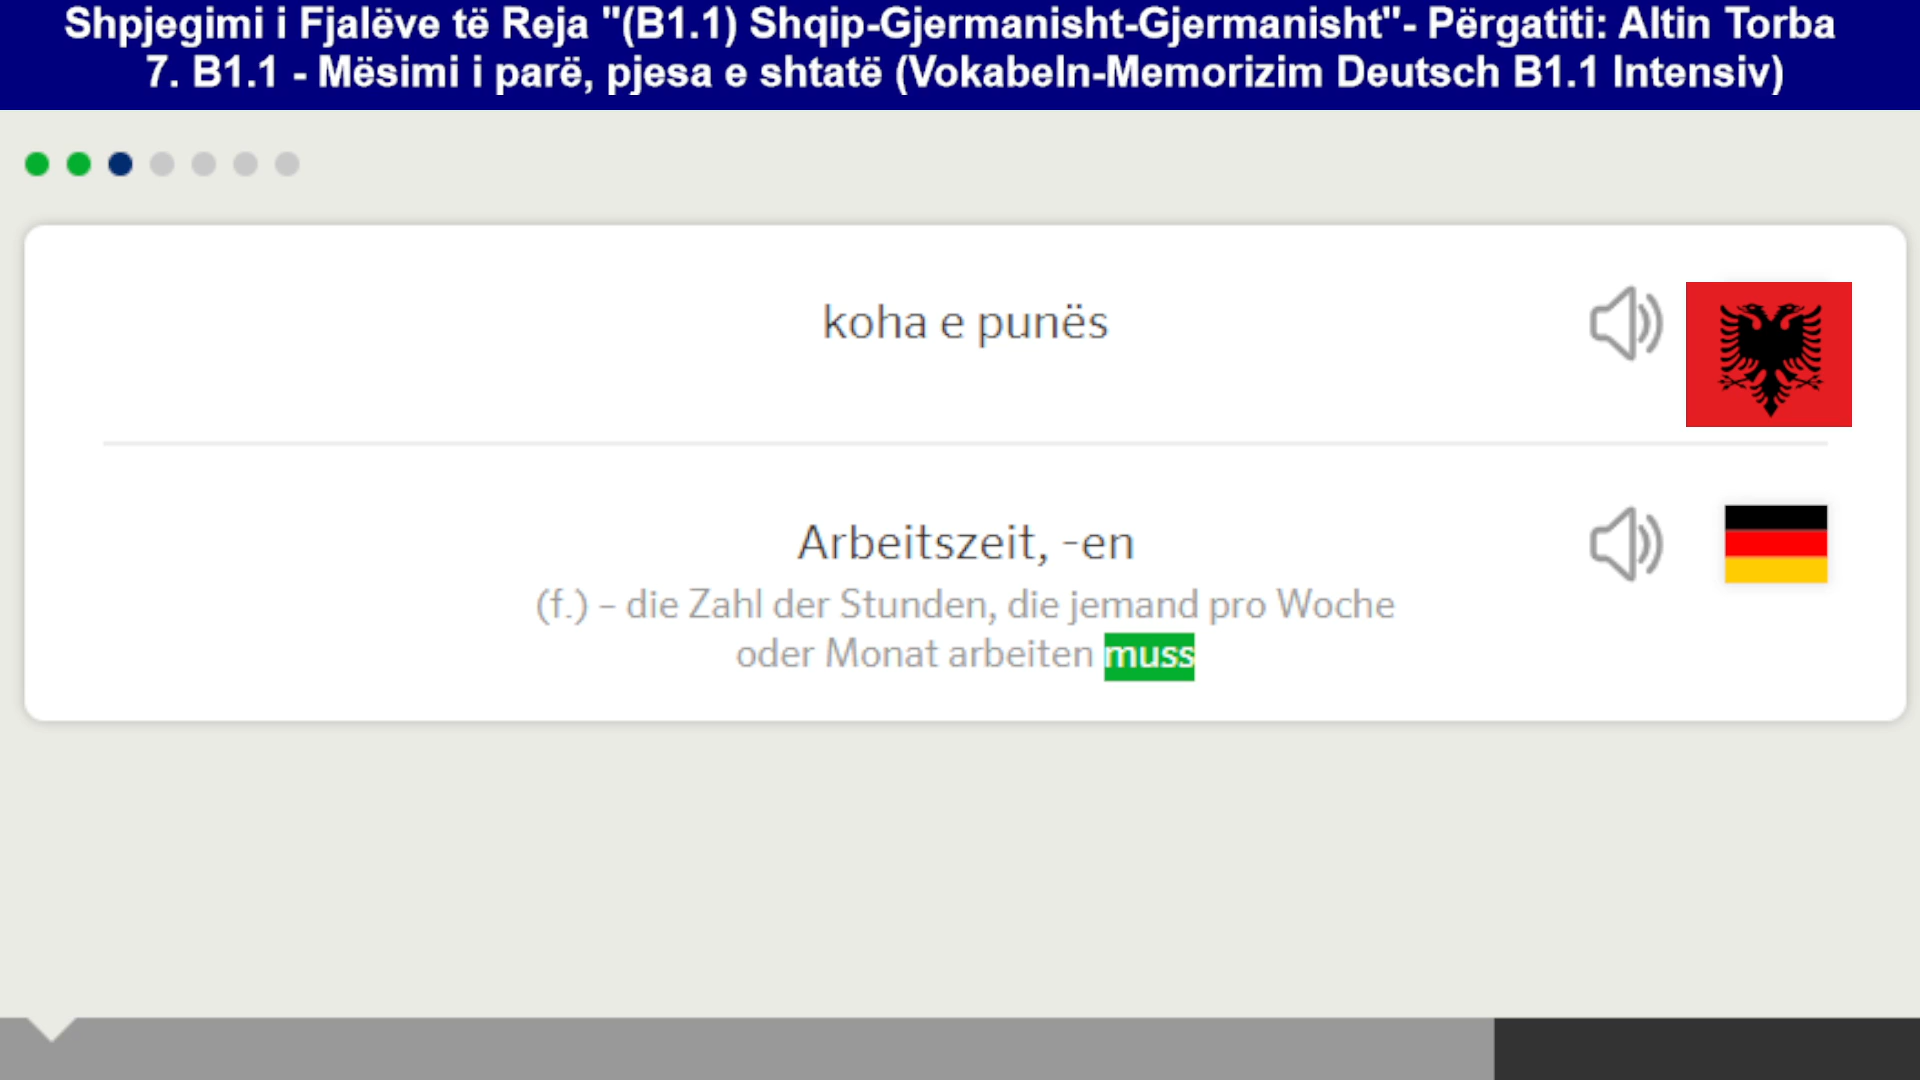 Shpjegimi i Fjalëve të Reja "(B1.1) Shqip-Gjermanisht-Gjermanisht"- Përgatiti: Altin Torba
7. B1.1 - Mësimi i parë, pjesa e shtatë (Vokabeln-Memorizim Deutsch B1.1 Intensiv)
koha e punës
Arbeitszeit, -en
(f.) – die Zahl der Stunden, die jemand pro Woche
oder Monat arbeiten muss